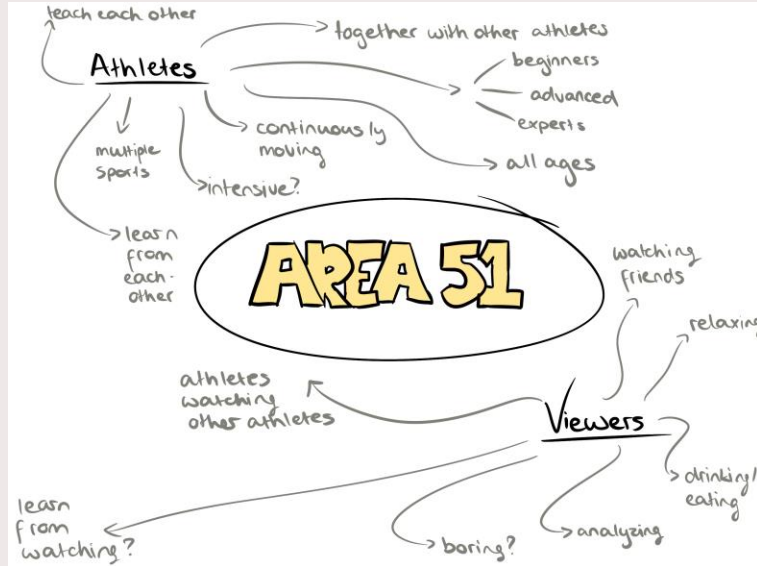 teach each other
together with other athletes
Athletes
beginners
advanced
experts
multiple
sports
continuously
moving
all ages
intensive?
learn
from
each-
other
AREA 51
watching
friends
relaxing
athletes
watching
other athletes
Viewers
drinking/
eating
learn
from
watching?
boring?
analyzing